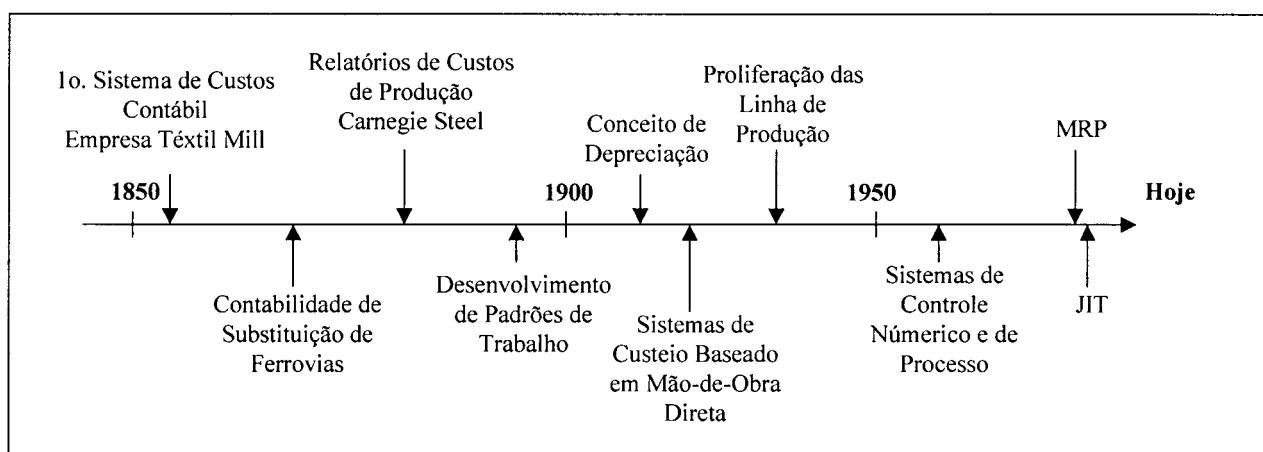 1o. Sistema de Custos
Contábil
Empresa Téxtil Mill
Relatórios de Custos
de Produção
Carnegie Steel
Conceito de
Depreciação
Proliferação das
Linha de
Produção
MRP
1850
1900
1950
Hoje
Contabilidade de
Substituição de
Ferrovias
Desenvolvimento
de Padrões de
Trabalho
Sistemas de
Custeio Baseado
em Mão-de-Obra
Direta
Sistemas de
Controle
Númerico e de
Processo
JIT